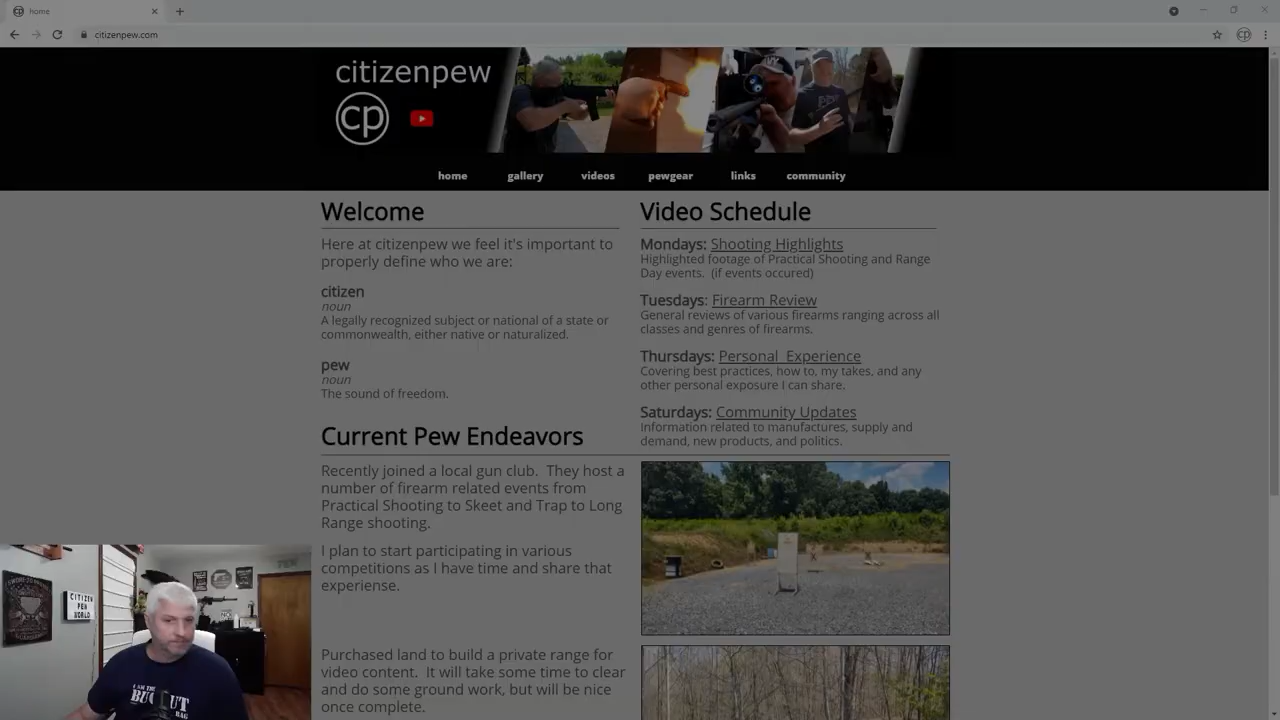 home
citizenpew.com
cp
citizenpew
cp
home
gallery
videos
pewgear
links
community
Welcome
Here at citizenpew we feel it's important to
properly define who we are:
citizen
noun
A legally recognized subject or national of a state or
commonwealth, either native or naturalized.
pew
noun
The sound of freedom.
Video Schedule
Mondays: Shooting Highlights
Highlighted footage of Practical Shooting and Range
Day events. (if events occured)
Tuesdays: Firearm Review
General reviews of various firearms ranging across all
classes and genres of firearms.
Thursdays: Personal Experience
Covering best practices, how to, my takes, and any
other personal exposure I can share.
Saturdays: Community Updates
Information related to manufactures, supply and
demand, new products, and politics.
Current Pew Endeavors
Recently joined a local gun club. They host a
number of firearm related events from
Practical Shooting to Skeet and Trap to Long
Range shooting.
I plan to start participating in various
competitions as I have time and share that
experiense.
Purchased land to build a private range for
video content. It will take some time to clear
and do some ground work, but will be nice
once complete.
CITIZEN
PEW
WORLD
I AM THE
BAG